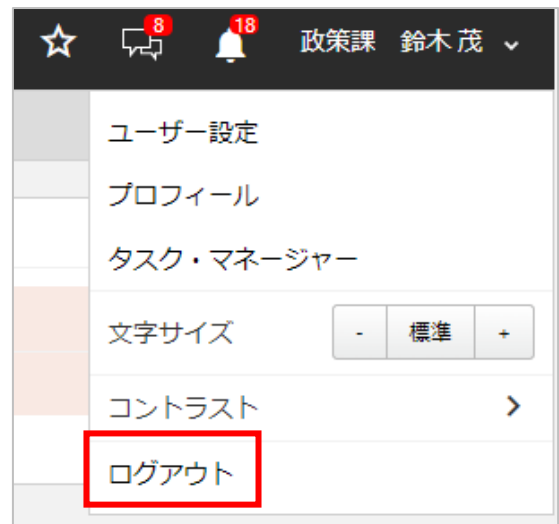 8 18 政策課 鈴木 茂
ユーザー設定
プロフィール
タスク・マネージャー
文字サイズ - 標準 +
コントラスト
ログアウト